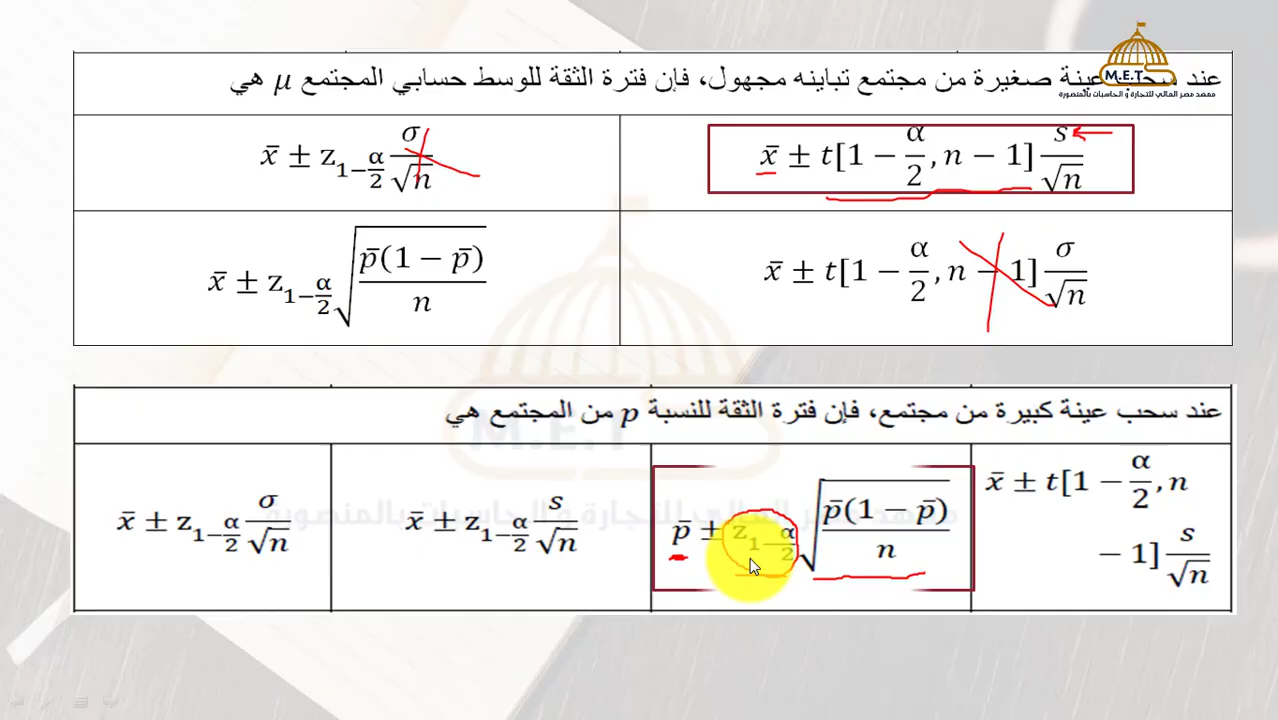 M.E.T
معهد مصر العالي للتجارة و الحاسبات بالمنصورة
عند سحب عينة صغيرة من مجتمع تباينه مجهول، فإن فترة الثقة للوسط حسابي المجتمع μ هي
x̄ ± t[1 − α/2, n − 1] s/√n
x̄ ± z_{1−α/2} σ/√n
x̄ ± t[1 − α/2, n − 1] σ/√n
x̄ ± z_{1−α/2} √(p̄(1 − p̄)/n)
عند سحب عينة كبيرة من مجتمع، فإن فترة الثقة للنسبة p من المجتمع هي
x̄ ± t[1 − α/2, n
− 1] s/√n
p̄ ± z_{1−α/2} √(p̄(1 − p̄)/n)
x̄ ± z_{1−α/2} s/√n
x̄ ± z_{1−α/2} σ/√n
M.E.T